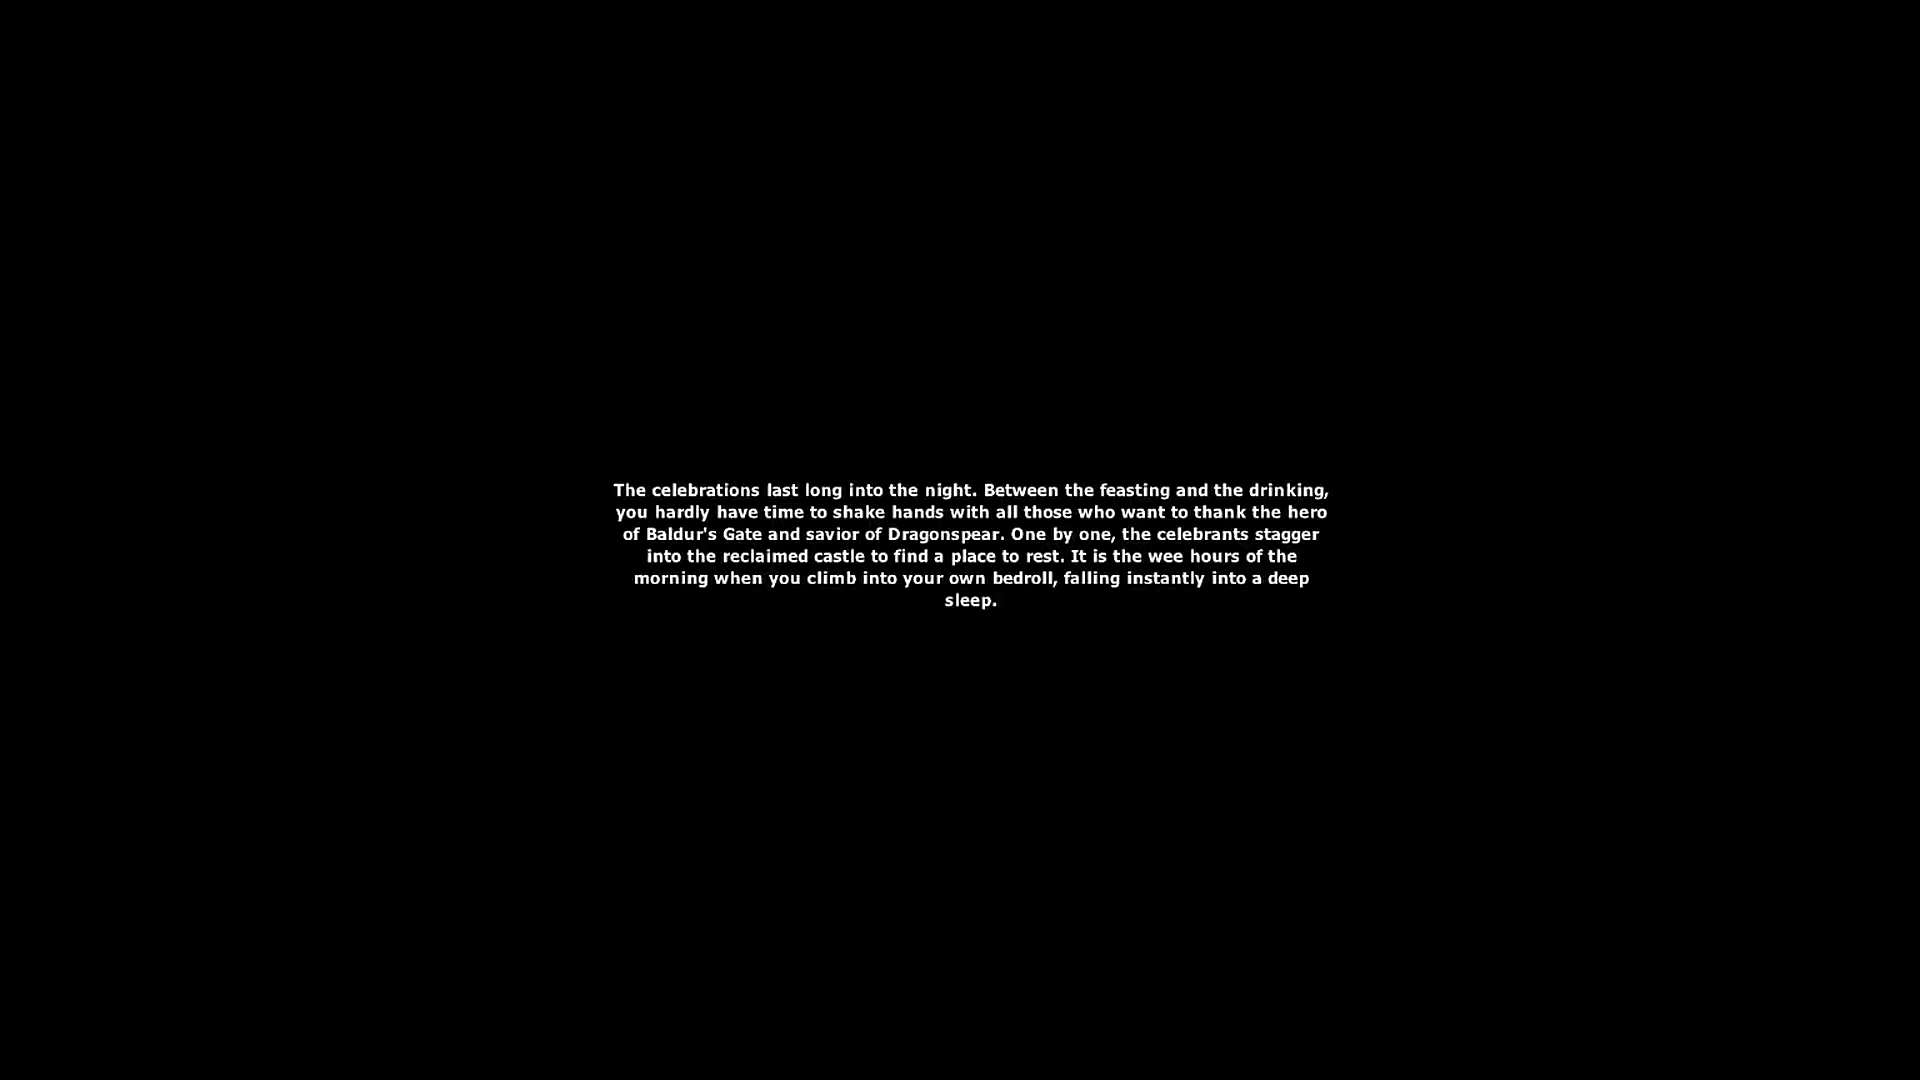 The celebrations last long into the night. Between the feasting and the drinking,
you hardly have time to shake hands with all those who want to thank the hero
of Baldur's Gate and savior of Dragonspear. One by one, the celebrants stagger
into the reclaimed castle to find a place to rest. It is the wee hours of the
morning when you climb into your own bedroll, falling instantly into a deep
sleep.